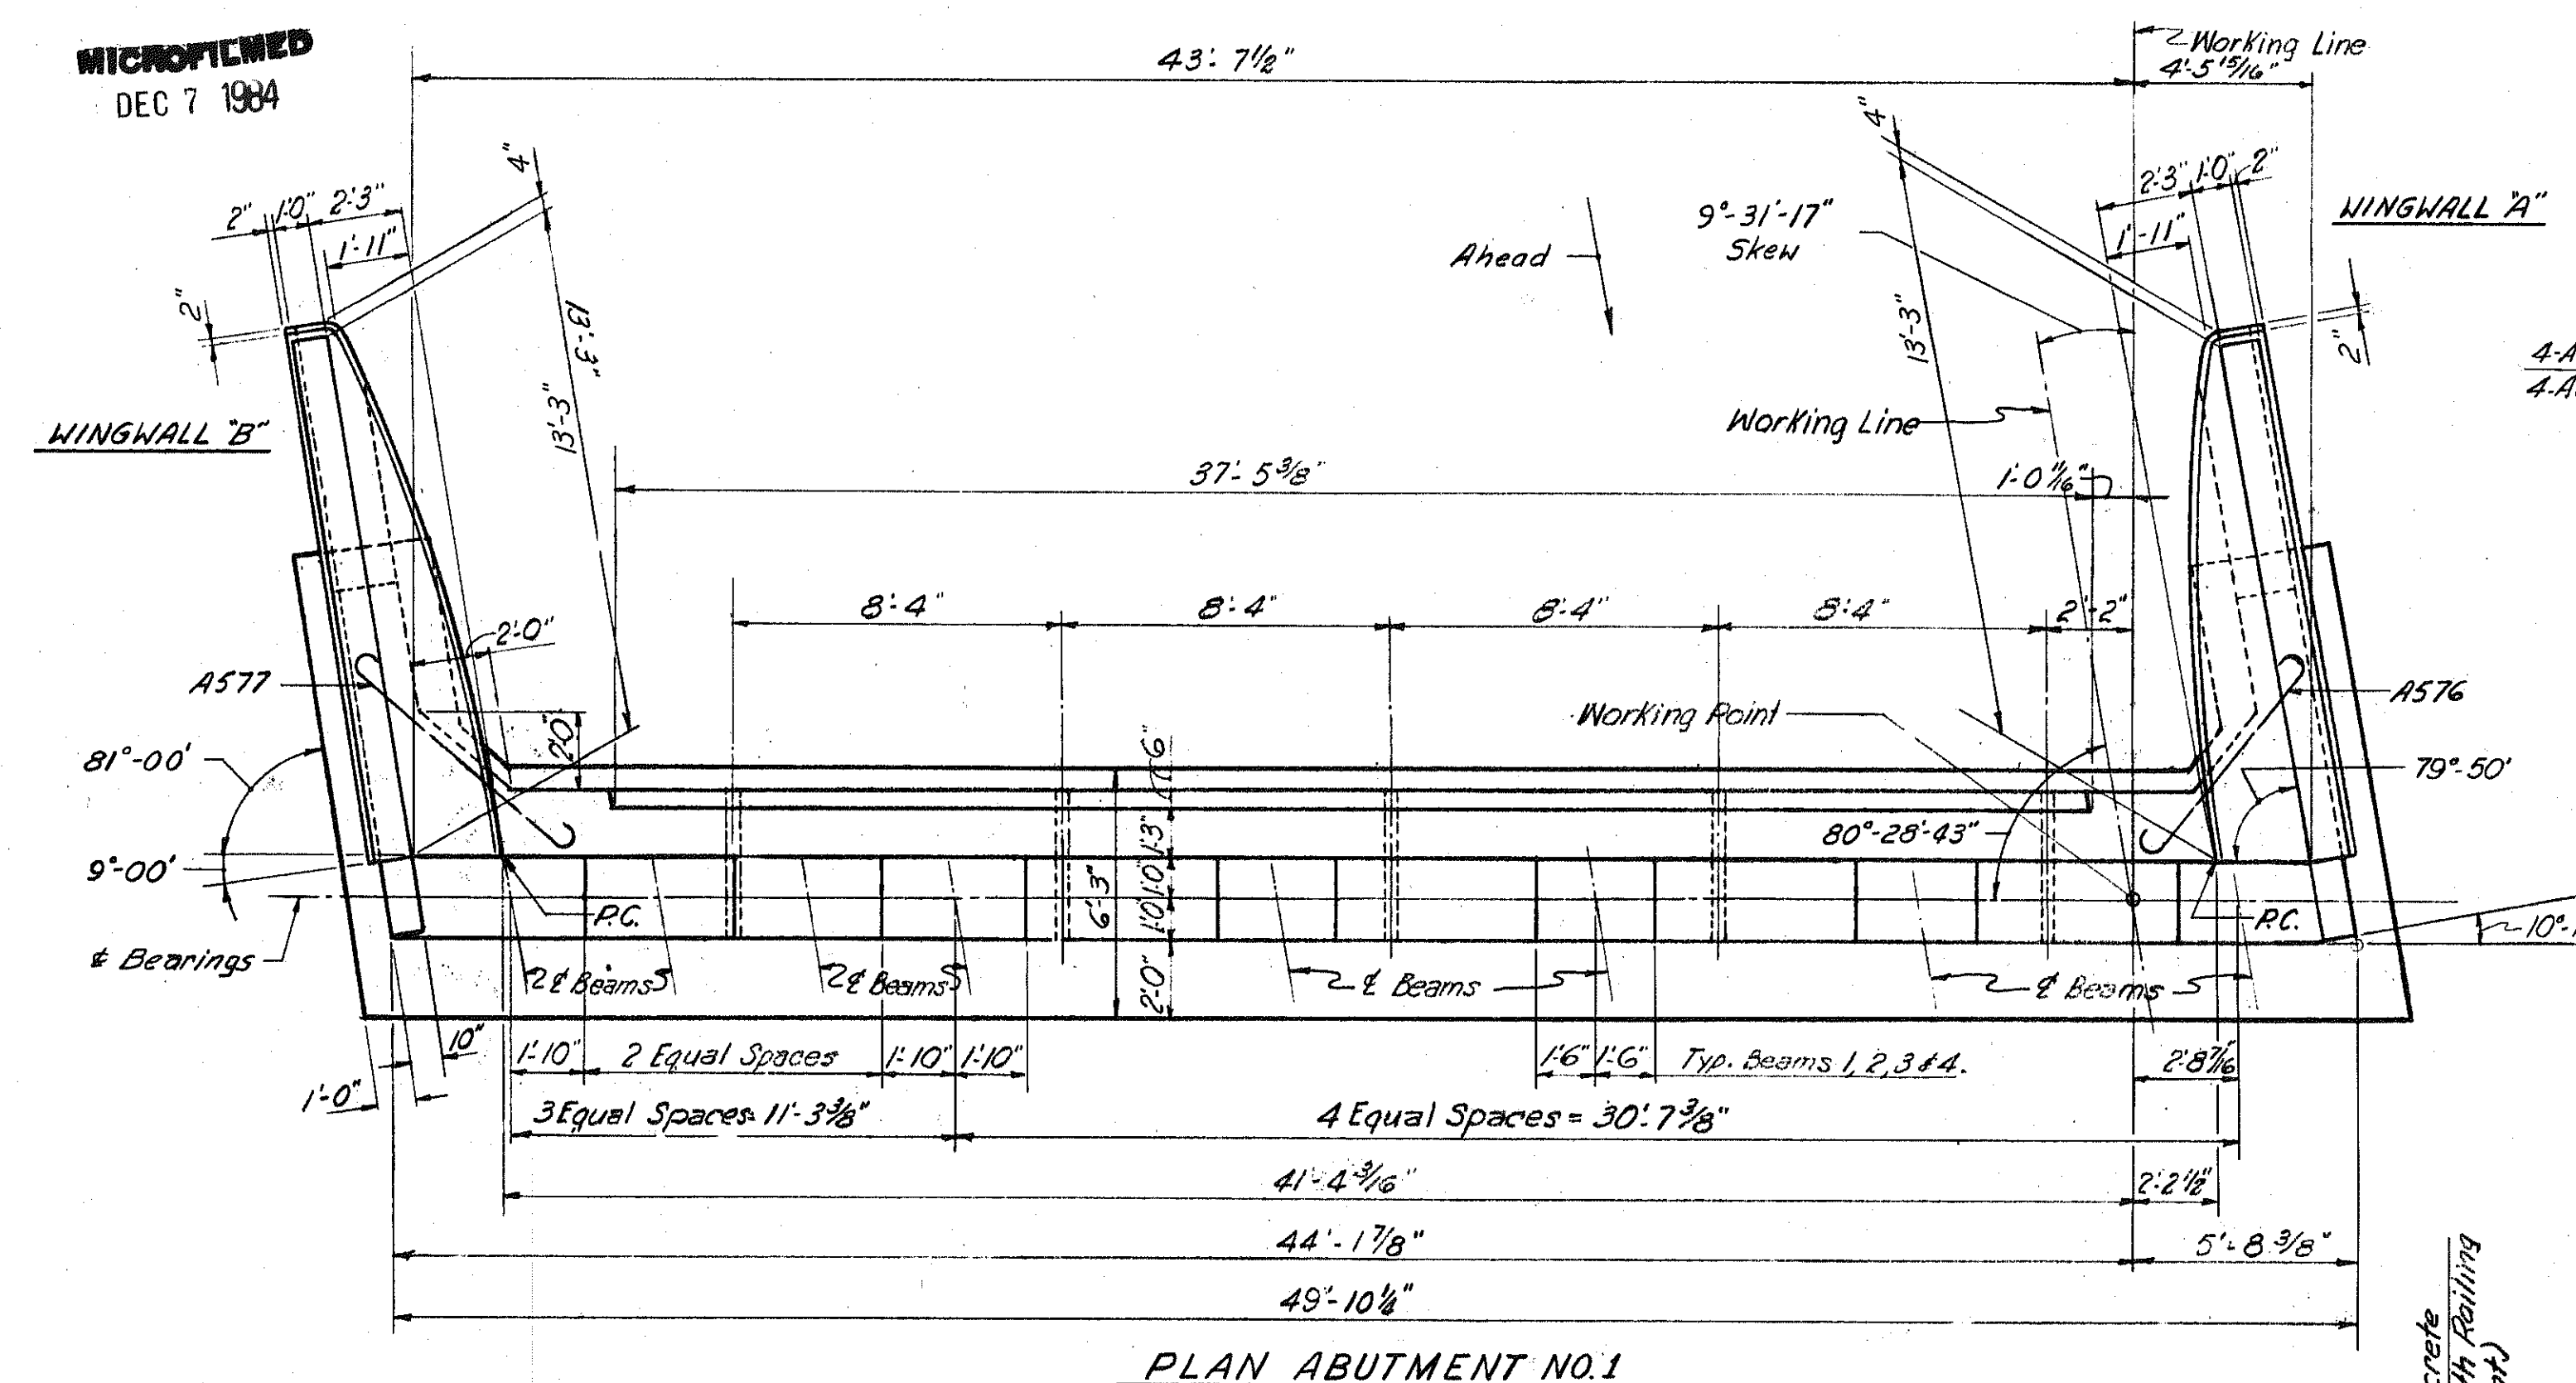 MICROFILMED
DEC 7 1984
43'-7½"
Working Line
4'-5 15/16"
4"
4"
2" 1'-0" 2'-3"
1'-11"
2'-3" 1'-0" 2"
1'-11"
WINGWALL "A"
9°-31'-17"
Skew
Ahead
2"
2"
13'-3"
13'-3"
13'-3"
4-A
4-A
WINGWALL "B"
Working Line
37'-5⅜"
1'-0 11/16"
8'-4" 8'-4" 8'-4" 8'-4" 2'-2"
2'-0"
A577
A576
Working Point
2'-0"
6"
81°-00'
79°-50'
80°-28'-43"
1'-3"
9°-00'
6'-3"
1'-0" 1'-0"
P.C.
P.C.
10°-1
℄ Bearings
℄ Beams ℄ Beams ℄ Beams ℄ Beams
2'-0"
10"
1'-0"
1'-10" 2 Equal Spaces 1'-10" 1'-10"
1'-6" 1'-6" Typ. Beams 1, 2, 3 & 4.
2'-8 7/16"
3 Equal Spaces = 11'-3⅜"
4 Equal Spaces = 30'-7⅜"
41'-4 3/16"
2'-2½"
44'-1⅞"
5'-8⅜"
49'-10¼"
crete
th Railing
nt)
PLAN ABUTMENT NO.1